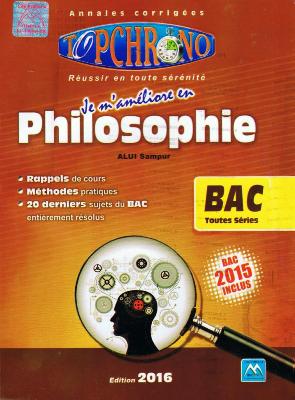 Annales corrigées
TOPCHRONO!
Réussir en toute sérénité
Je m'améliore en
Philosophie
ALUI Sampur
Rappels de cours
Méthodes pratiques
20 derniers sujets du BAC
entièrement résolus
BAC
Toutes Séries
BAC
2015
INCLUS
Edition 2016